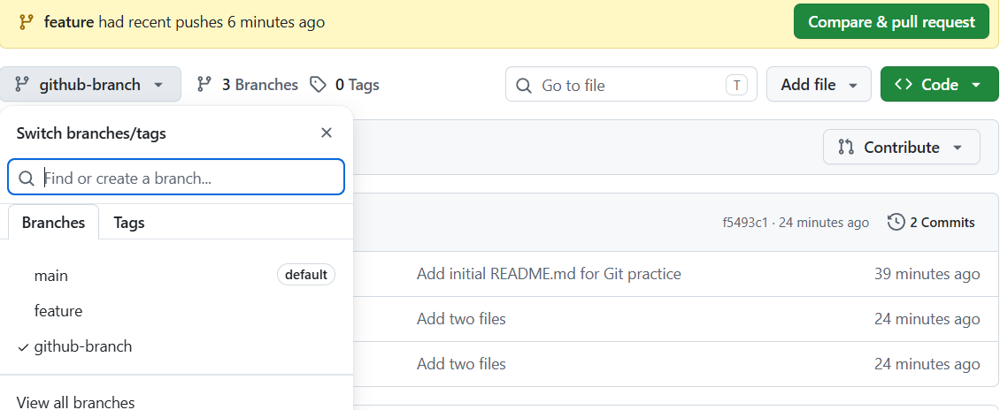 feature had recent pushes 6 minutes ago
Compare & pull request
github-branch
3 Branches
0 Tags
Go to file
T
Add file
Code
Switch branches/tags
Find or create a branch...
Contribute
Branches
Tags
f5493c1 · 24 minutes ago
2 Commits
main
default
Add initial README.md for Git practice
39 minutes ago
feature
Add two files
24 minutes ago
github-branch
Add two files
24 minutes ago
View all branches